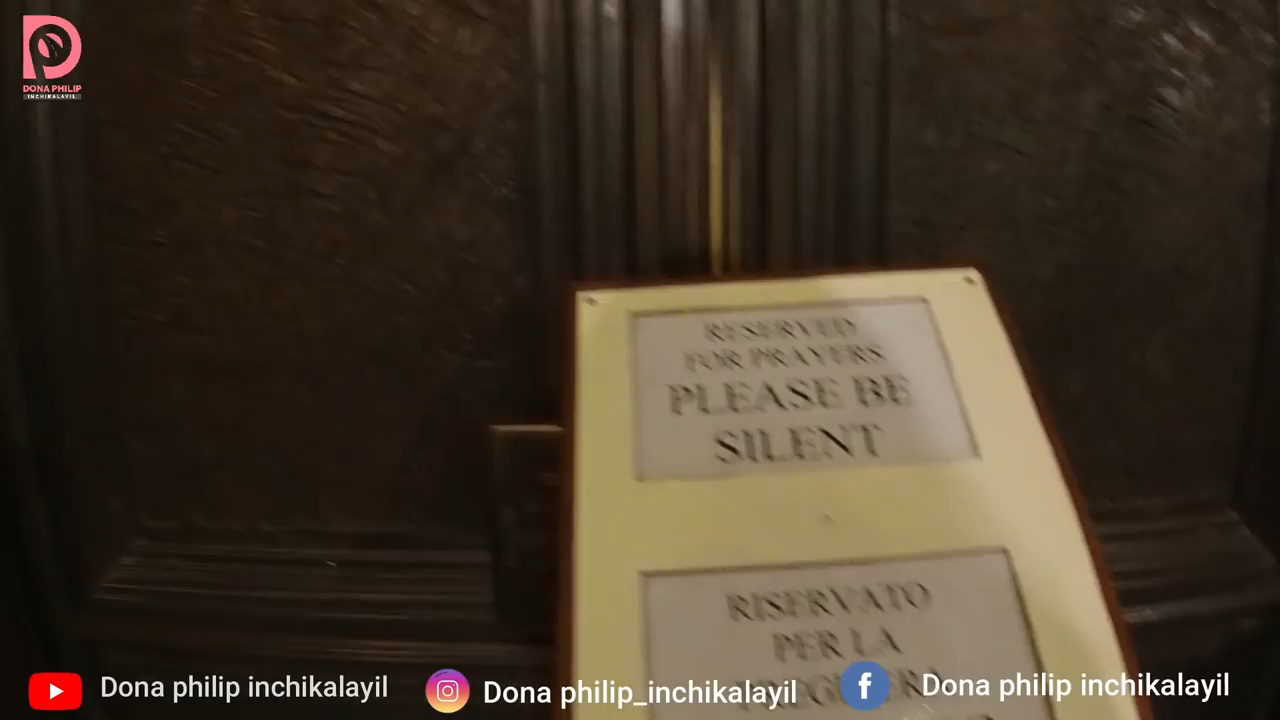 DONA PHILIP
INCHIKALAYIL
RESERVED
FOR PRAYERS
PLEASE BE
SILENT
RISERVATO
PER LA
Dona philip inchikalayil
Dona philip_inchikalayil
Dona philip inchikalayil